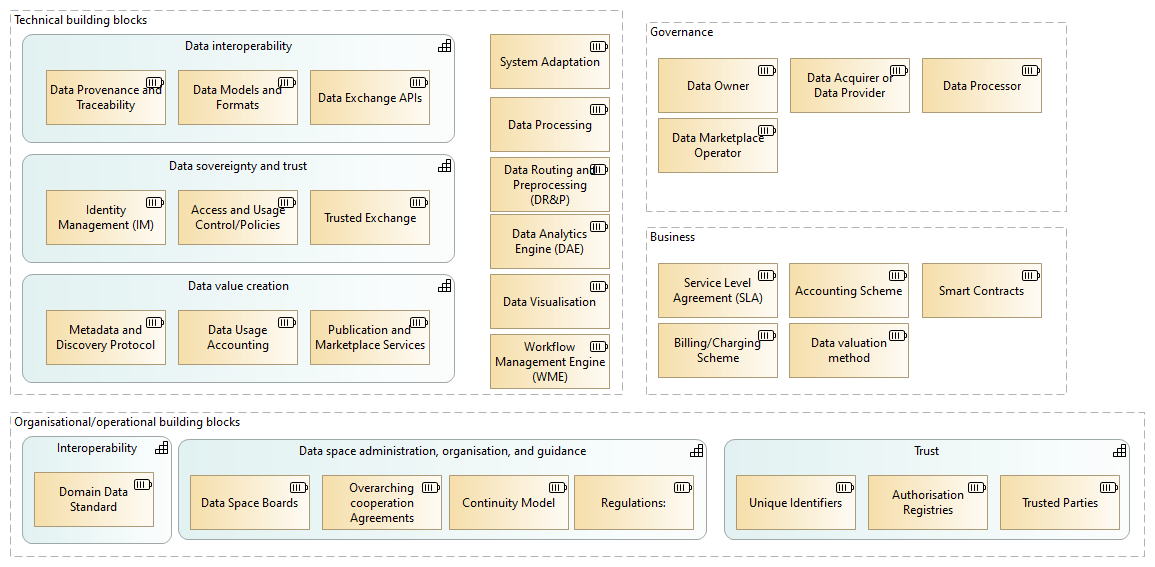 Technical building blocks
Data interoperability
Data Provenance and
Traceability
Data Models and
Formats
Data Exchange APIs
Data sovereignty and trust
Identity
Management (IM)
Access and Usage
Control/Policies
Trusted Exchange
Data value creation
Metadata and
Discovery Protocol
Data Usage
Accounting
Publication and
Marketplace Services
System Adaptation
Data Processing
Data Routing and
Preprocessing
(DR&P)
Data Analytics
Engine (DAE)
Data Visualisation
Workflow
Management Engine
(WME)
Governance
Data Owner
Data Acquirer or
Data Provider
Data Processor
Data Marketplace
Operator
Business
Service Level
Agreement (SLA)
Accounting Scheme
Smart Contracts
Billing/Charging
Scheme
Data valuation
method
Organisational/operational building blocks
Interoperability
Domain Data
Standard
Data space administration, organisation, and guidance
Data Space Boards
Overarching
cooperation
Agreements
Continuity Model
Regulations:
Trust
Unique Identifiers
Authorisation
Registries
Trusted Parties